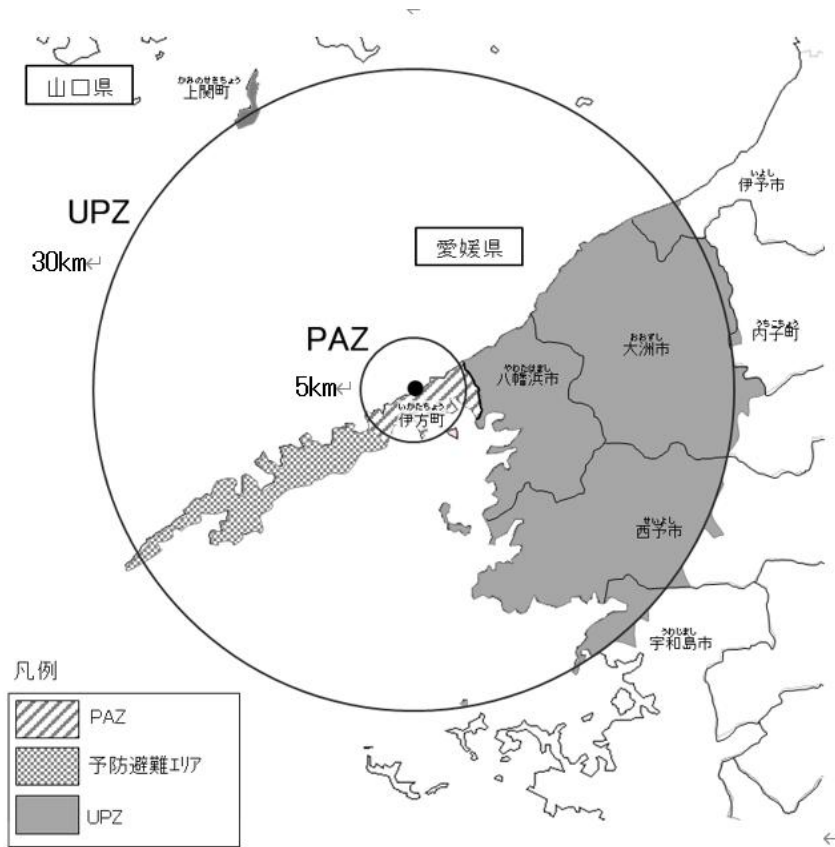 山口県
かみのせきちょう
上関町
UPZ
30km
いよし
伊予市
愛媛県
うちこちょう
内子町
おおずし
大洲市
PAZ
5km
やわたはまし
八幡浜市
いかたちょう
伊方町
せいよし
西予市
うわじまし
宇和島市
凡例
PAZ
予防避難エリア
UPZ